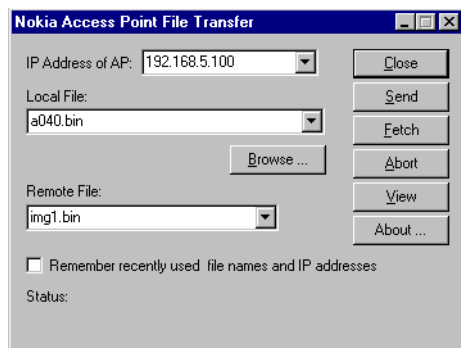 Nokia Access Point File Transfer
IP Address of AP: 192.168.5.100
Close
Local File:
Send
a040.bin
Fetch
Browse ...
Abort
Remote File:
View
img1.bin
About ...
Remember recently used file names and IP addresses
Status: